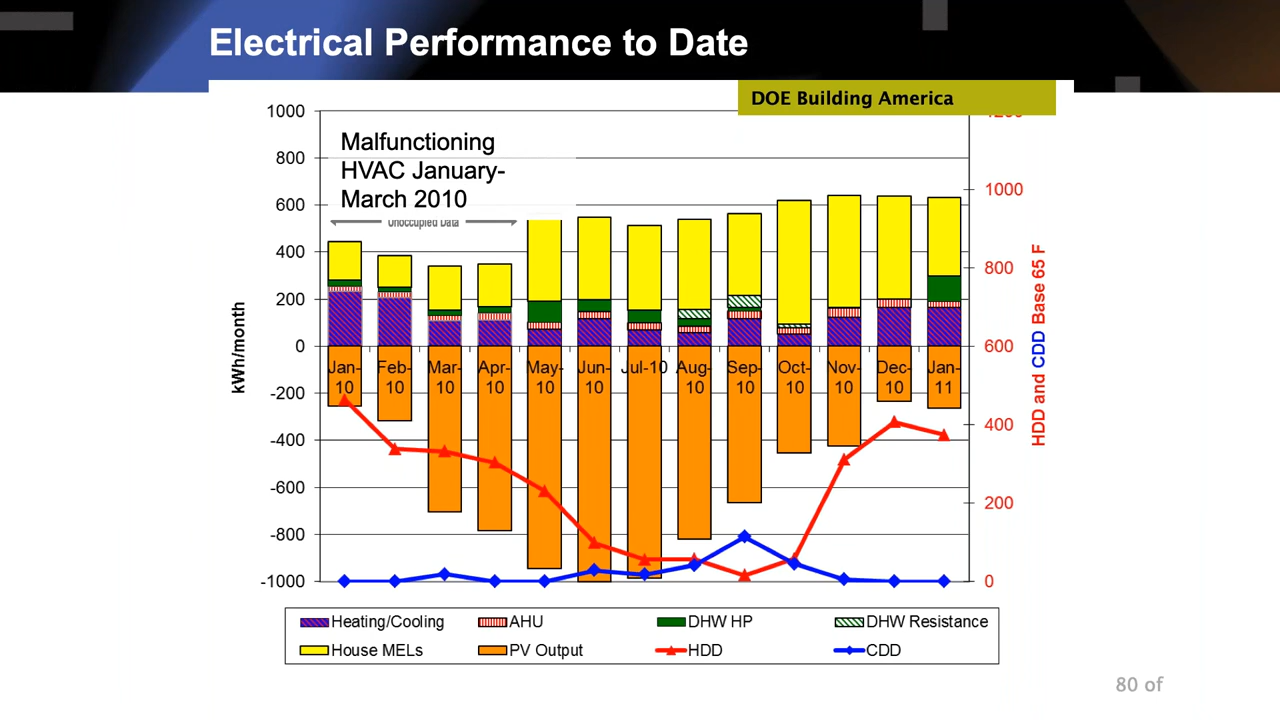 Electrical Performance to Date
DOE Building America
Malfunctioning
HVAC January-
March 2010
Unoccupied Data
1000
800
600
400
200
0
-200
-400
-600
-800
-1000
kWh/month
1200
1000
800
600
400
200
0
HDD and CDD Base 65 F
Jan-10 Feb-10 Mar-10 Apr-10 May-10 Jun-10 Jul-10 Aug-10 Sep-10 Oct-10 Nov-10 Dec-10 Jan-11
Heating/Cooling AHU DHW HP DHW Resistance
House MELs PV Output HDD CDD
80 of